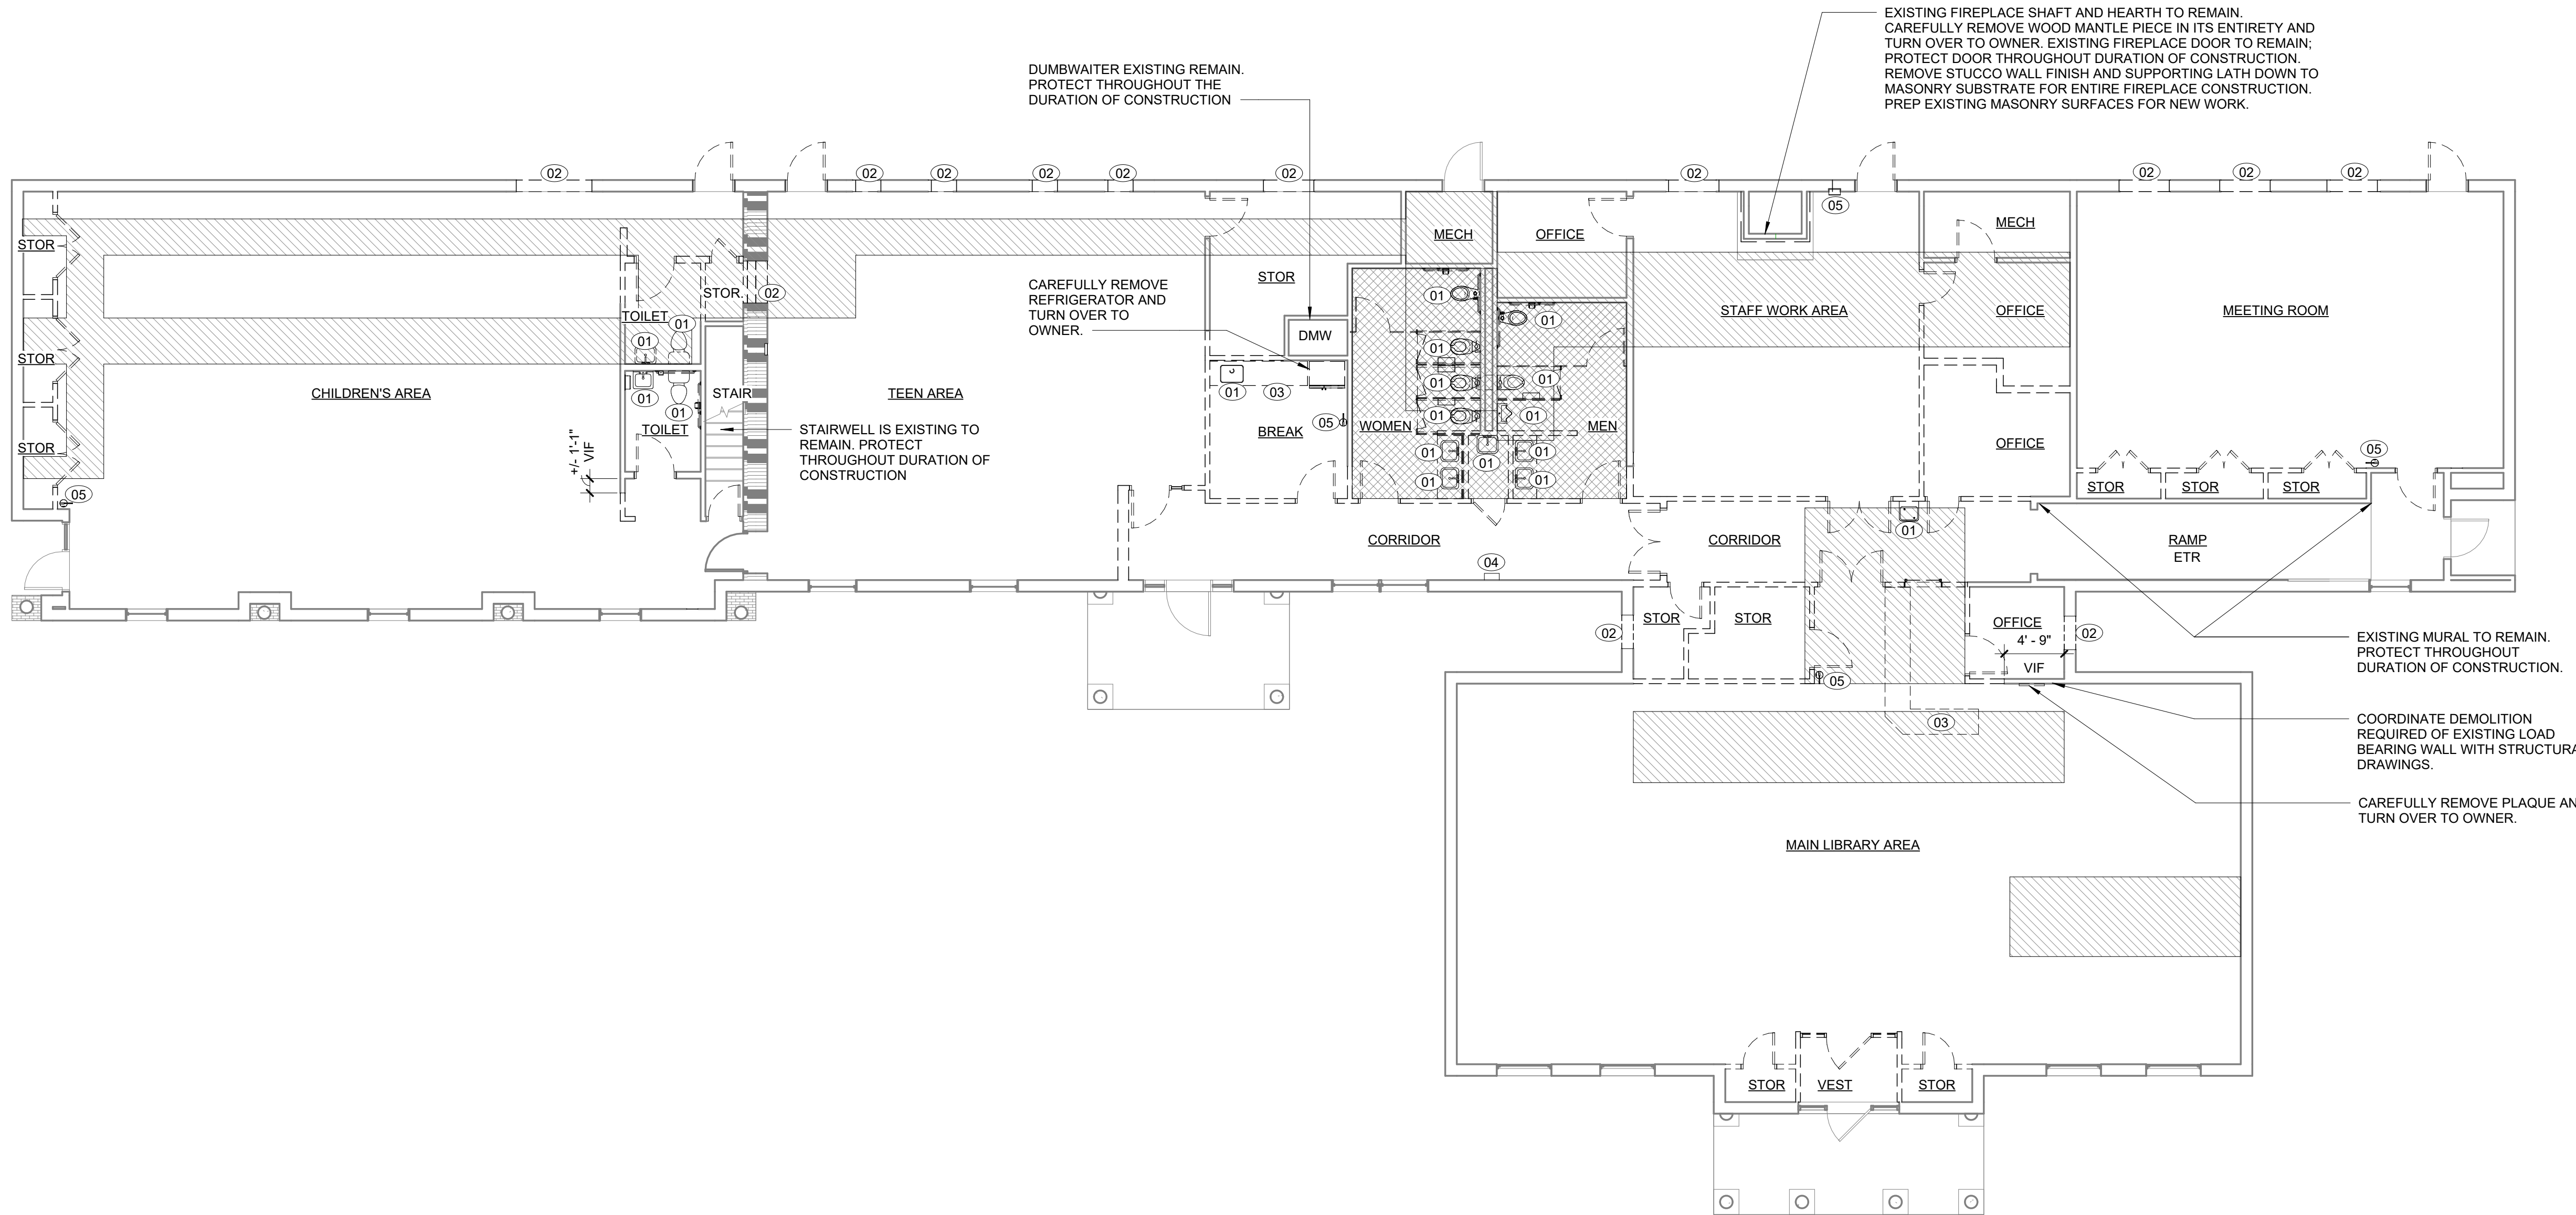 EXISTING FIREPLACE SHAFT AND HEARTH TO REMAIN.
CAREFULLY REMOVE WOOD MANTLE PIECE IN ITS ENTIRETY AND
TURN OVER TO OWNER. EXISTING FIREPLACE DOOR TO REMAIN;
PROTECT DOOR THROUGHOUT DURATION OF CONSTRUCTION.
REMOVE STUCCO WALL FINISH AND SUPPORTING LATH DOWN TO
MASONRY SUBSTRATE FOR ENTIRE FIREPLACE CONSTRUCTION.
PREP EXISTING MASONRY SURFACES FOR NEW WORK.
DUMBWAITER EXISTING REMAIN.
PROTECT THROUGHOUT THE
DURATION OF CONSTRUCTION
02
02
02
02
02
02
02
02
02
02
05
STOR
MECH
OFFICE
MECH
STOR
STOR.
02
CAREFULLY REMOVE
REFRIGERATOR AND
TURN OVER TO
OWNER.
01
TOILET
01
01
DMW
01
STAFF WORK AREA
OFFICE
MEETING ROOM
STOR
01
01
CHILDREN'S AREA
01
01
TOILET
STAIR
TEEN AREA
01
03
01
01
01
01
STOR
+/- 1'-1"
VIF
STAIRWELL IS EXISTING TO
REMAIN. PROTECT
THROUGHOUT DURATION OF
CONSTRUCTION
BREAK
05
WOMEN
MEN
OFFICE
01
01
01
01
01
05
STOR
STOR
STOR
05
CORRIDOR
04
CORRIDOR
01
RAMP
ETR
02
STOR
STOR
OFFICE
4' - 9"
VIF
02
05
EXISTING MURAL TO REMAIN.
PROTECT THROUGHOUT
DURATION OF CONSTRUCTION.
03
COORDINATE DEMOLITION
REQUIRED OF EXISTING LOAD
BEARING WALL WITH STRUCTURA
DRAWINGS.
CAREFULLY REMOVE PLAQUE AN
TURN OVER TO OWNER.
MAIN LIBRARY AREA
STOR
VEST
STOR